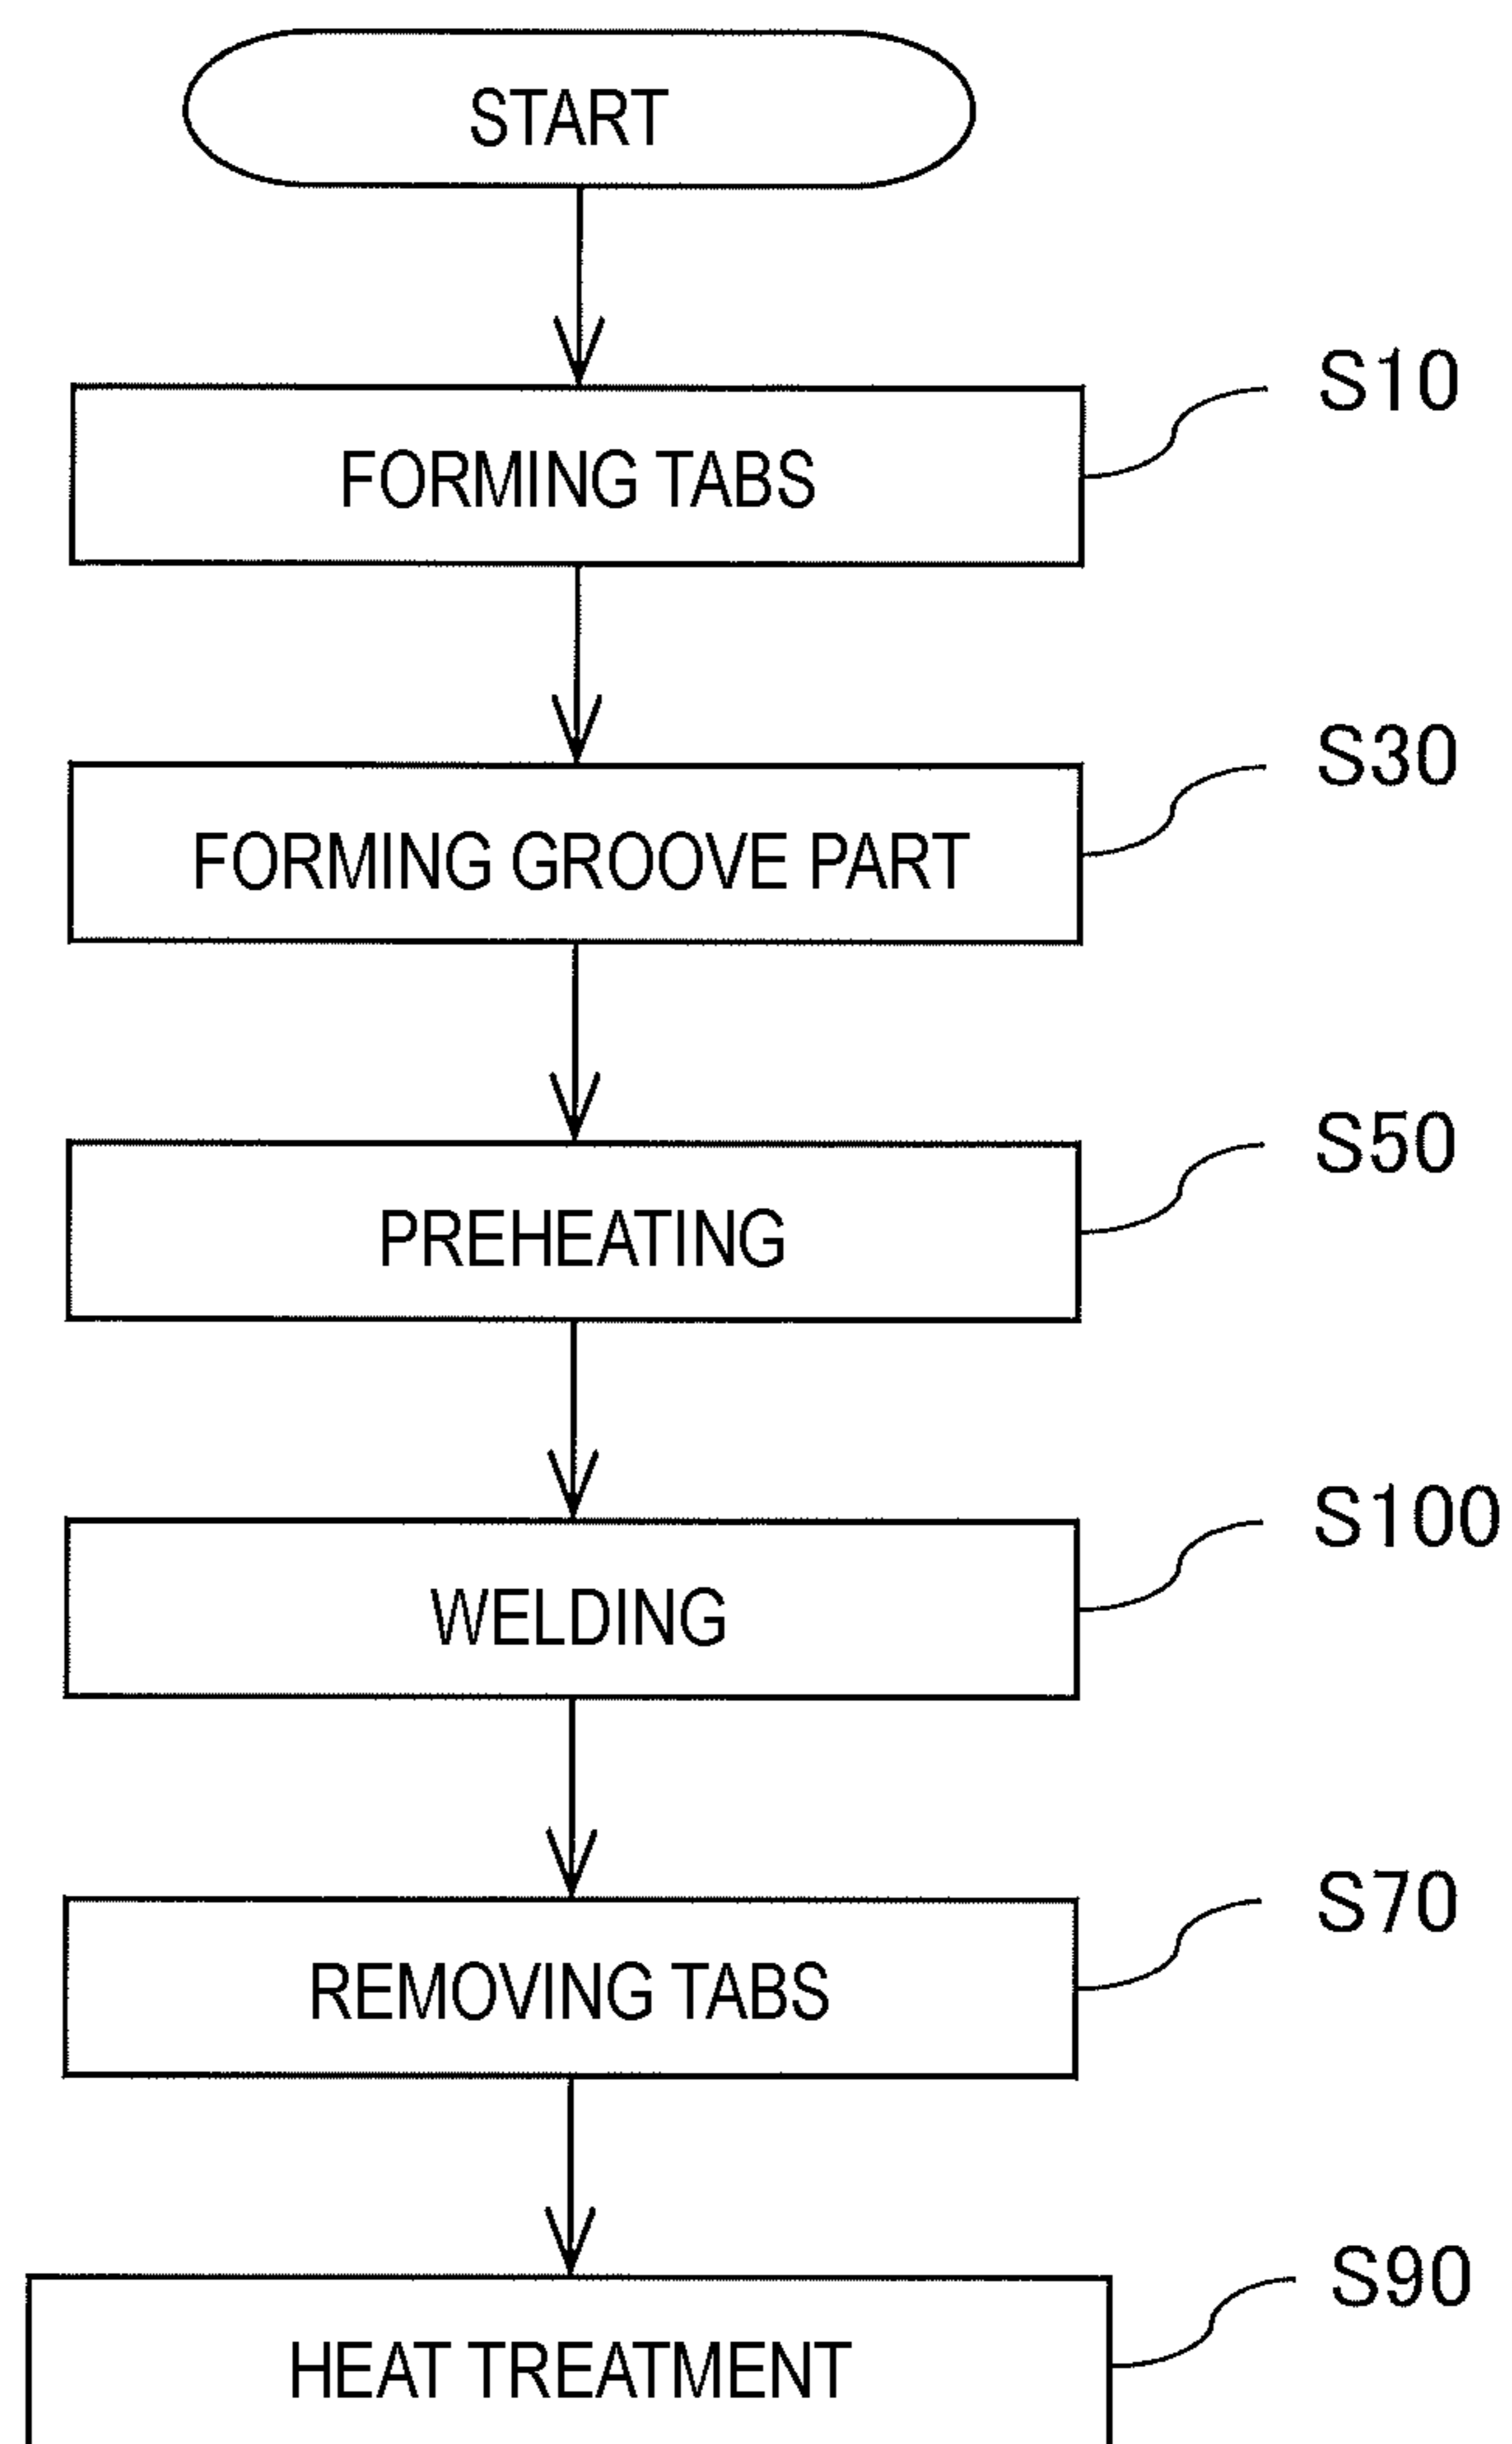 START
S10
FORMING TABS
S30
FORMING GROOVE PART
S50
PREHEATING
S100
WELDING
S70
REMOVING TABS
S90
HEAT TREATMENT